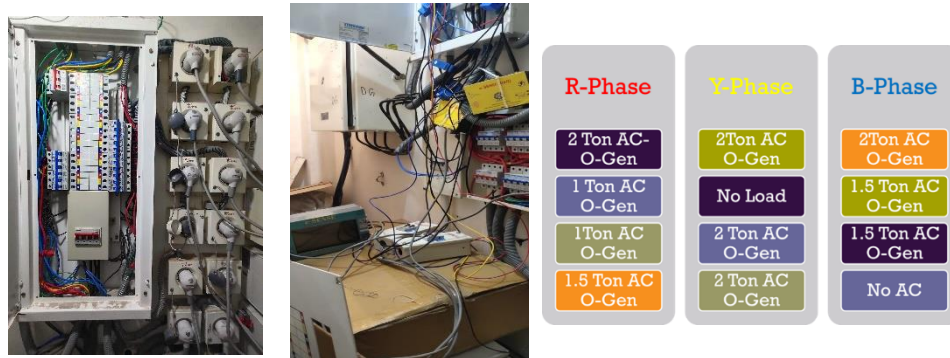 DG
R-Phase
2 Ton AC-
O-Gen
1 Ton AC
O-Gen
1Ton AC
O-Gen
1.5 Ton AC
O-Gen
Y-Phase
2Ton AC
O-Gen
No Load
2 Ton AC
O-Gen
2 Ton AC
O-Gen
B-Phase
2Ton AC
O-Gen
1.5 Ton AC
O-Gen
1.5 Ton AC
O-Gen
No AC